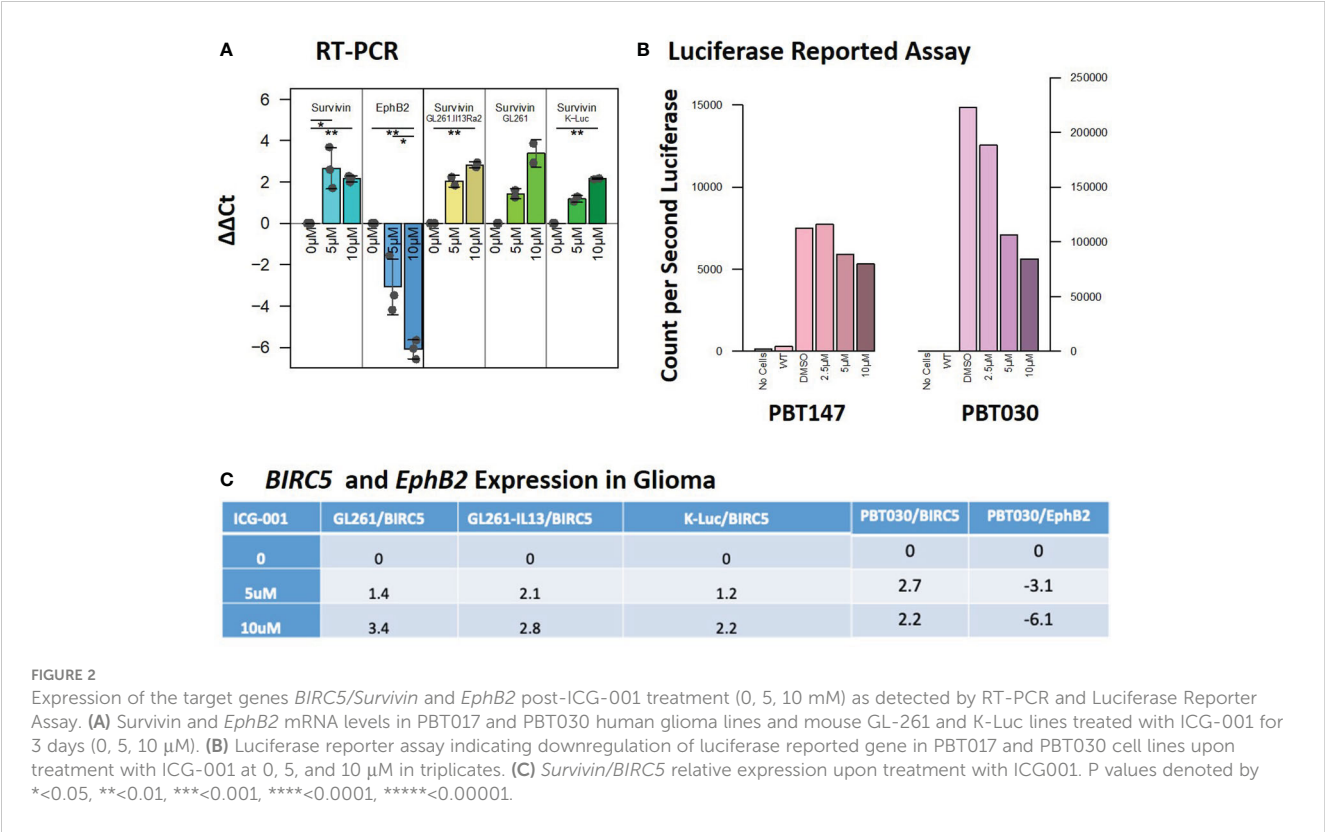 A RT-PCR
ΔΔCt
6
4
2
0
−2
−4
−6
Survivin
*
**
EphB2
**
*
Survivin
GL261.Il13Ra2
**
Survivin
GL261
Survivin
K−Luc
**
0μM 5μM 10μM
0μM 5μM 10μM
0μM 5μM 10μM
0μM 5μM 10μM
0μM 5μM 10μM
B Luciferase Reported Assay
Count per Second Luciferase
15000
10000
5000
0
No Cells WT DMSO 2.5μM 5μM 10μM
PBT147
250000
200000
150000
100000
50000
0
No Cells WT DMSO 2.5μM 5μM 10μM
PBT030
C BIRC5 and EphB2 Expression in Glioma
ICG-001 GL261/BIRC5 GL261-IL13/BIRC5 K-Luc/BIRC5 PBT030/BIRC5 PBT030/EphB2
0 0 0 0 0 0
5uM 1.4 2.1 1.2 2.7 -3.1
10uM 3.4 2.8 2.2 2.2 -6.1
FIGURE 2
Expression of the target genes BIRC5/Survivin and EphB2 post-ICG-001 treatment (0, 5, 10 mM) as detected by RT-PCR and Luciferase Reporter
Assay. (A) Survivin and EphB2 mRNA levels in PBT017 and PBT030 human glioma lines and mouse GL-261 and K-Luc lines treated with ICG-001 for
3 days (0, 5, 10 μM). (B) Luciferase reporter assay indicating downregulation of luciferase reported gene in PBT017 and PBT030 cell lines upon
treatment with ICG-001 at 0, 5, and 10 μM in triplicates. (C) Survivin/BIRC5 relative expression upon treatment with ICG001. P values denoted by
*<0.05, **<0.01, ***<0.001, ****<0.0001, *****<0.00001.